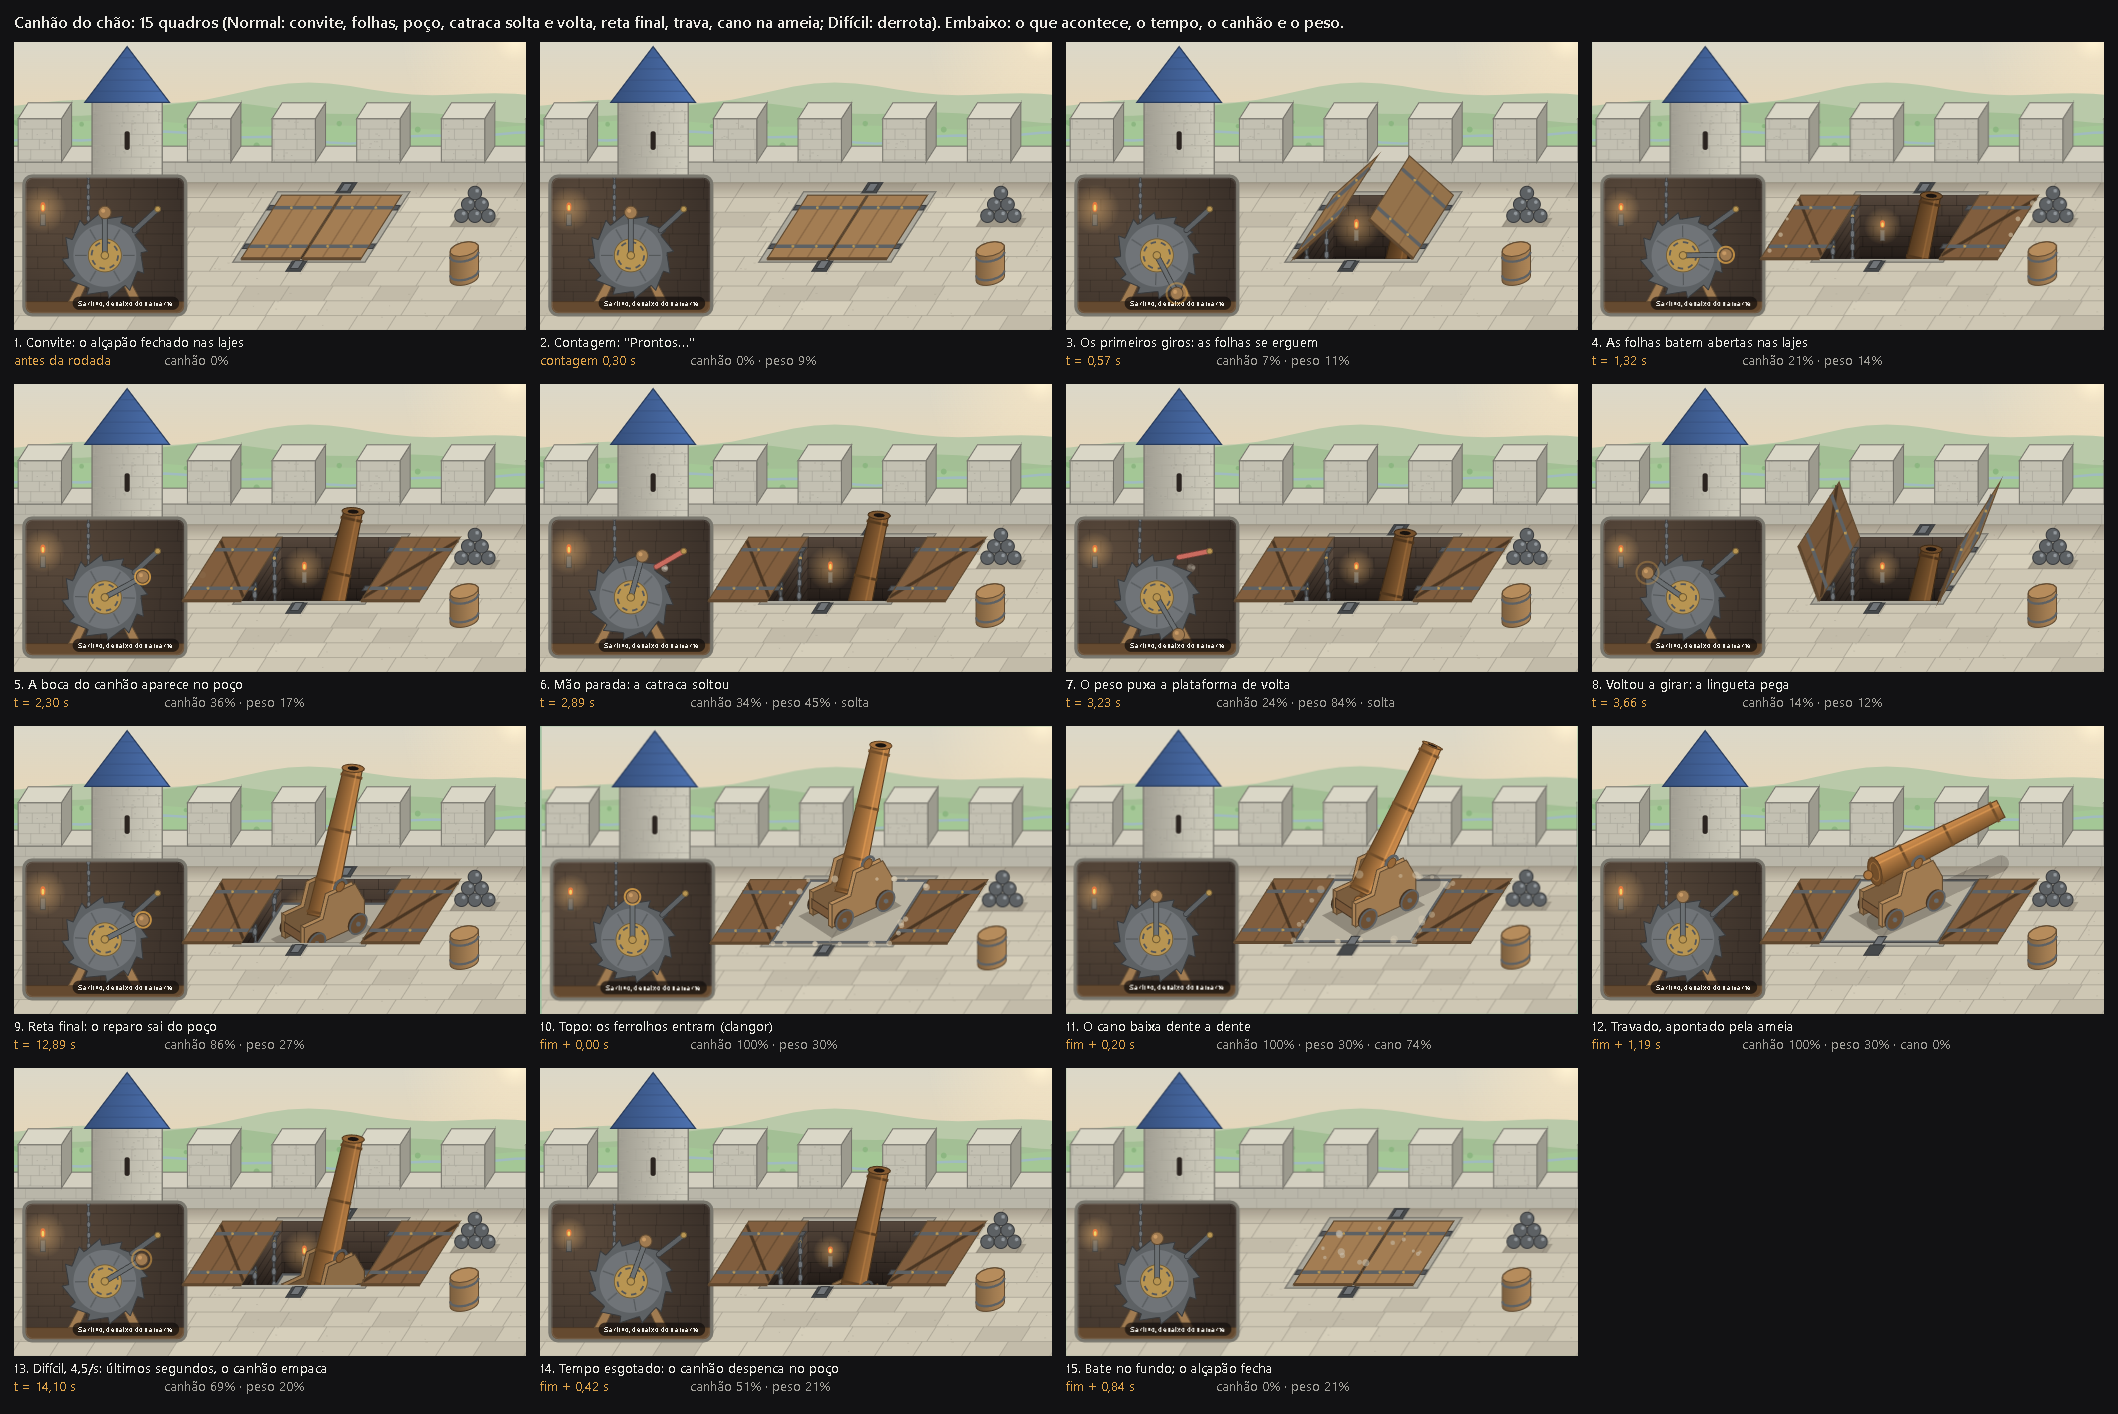 Canhão do chão: 15 quadros (Normal: convite, folhas, poço, catraca solta e volta, reta final, trava, cano na ameia; Difícil: derrota). Embaixo: o que acontece, o tempo, o canhão e o peso.
1. Convite: o alçapão fechado nas lajes
antes da rodada canhão 0%
2. Contagem: "Prontos..."
contagem 0,30 s canhão 0% · peso 9%
3. Os primeiros giros: as folhas se erguem
t = 0,57 s canhão 7% · peso 11%
4. As folhas batem abertas nas lajes
t = 1,32 s canhão 21% · peso 14%
5. A boca do canhão aparece no poço
t = 2,30 s canhão 36% · peso 17%
6. Mão parada: a catraca soltou
t = 2,89 s canhão 34% · peso 45% · solta
7. O peso puxa a plataforma de volta
t = 3,23 s canhão 24% · peso 84% · solta
8. Voltou a girar: a lingueta pega
t = 3,66 s canhão 14% · peso 12%
9. Reta final: o reparo sai do poço
t = 12,89 s canhão 86% · peso 27%
10. Topo: os ferrolhos entram (clangor)
fim + 0,00 s canhão 100% · peso 30%
11. O cano baixa dente a dente
fim + 0,20 s canhão 100% · peso 30% · cano 74%
12. Travado, apontado pela ameia
fim + 1,19 s canhão 100% · peso 30% · cano 0%
13. Difícil, 4,5/s: últimos segundos, o canhão empaca
t = 14,10 s canhão 69% · peso 20%
14. Tempo esgotado: o canhão despenca no poço
fim + 0,42 s canhão 51% · peso 21%
15. Bate no fundo; o alçapão fecha
fim + 0,84 s canhão 0% · peso 21%